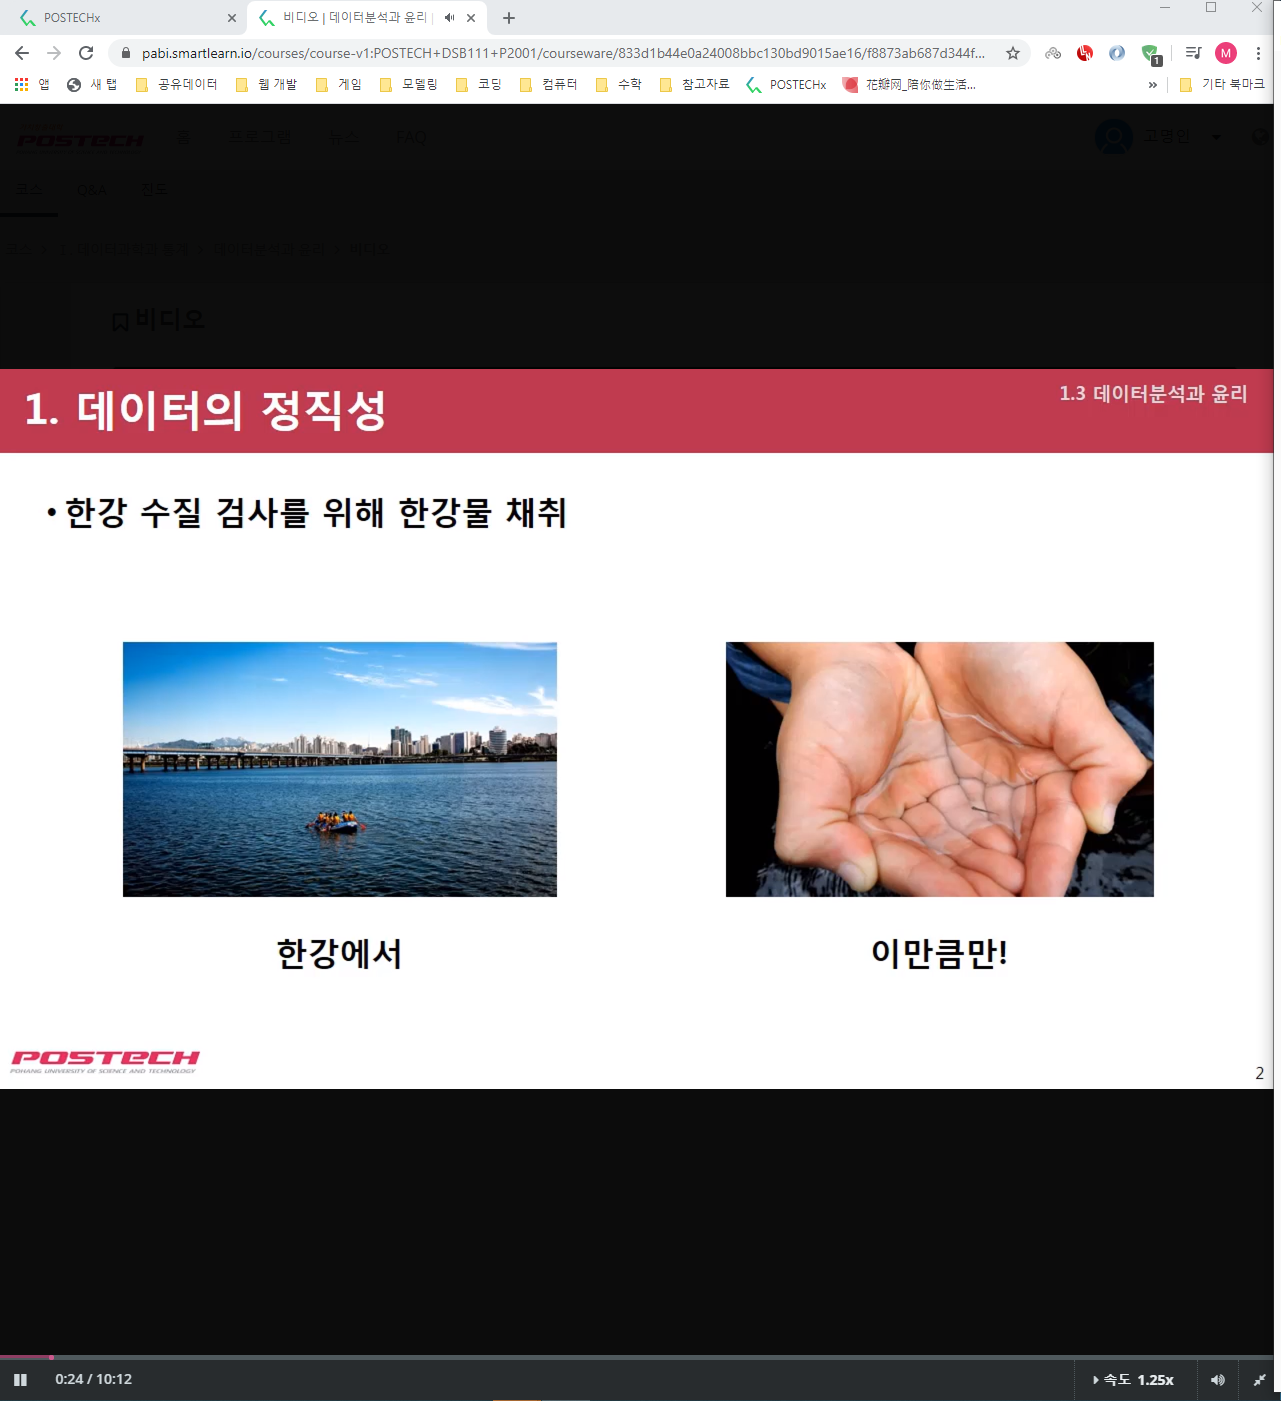 POSTECHx
비디오 | 데이터분석과 윤리 |
pabi.smartlearn.io/courses/course-v1:POSTECH+DSB111+P2001/courseware/833d1b44e0a24008bbc130bd9015ae16/f8873ab687d344f...
1
M
앱 새 탭 공유데이터 웹 개발 게임 모델링 코딩 컴퓨터 수학 참고자료 POSTECHx 花瓣网_陪你做生活... » 기타 북마크
POSTECH 홈 프로그램 뉴스 FAQ 고명인
코스 Q&A 진도
비디오
1. 데이터의 정직성
1.3 데이터분석과 윤리
• 한강 수질 검사를 위해 한강물 채취
한강에서
이만큼만!
POSTECH
POHANG UNIVERSITY OF SCIENCE AND TECHNOLOGY
2
0:24 / 10:12
속도 1.25x